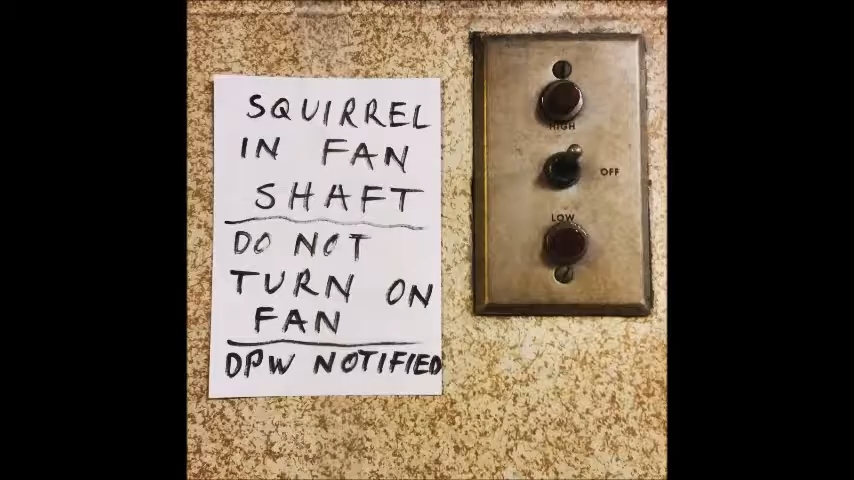 SQUIRREL
IN FAN
SHAFT
DO NOT
TURN ON
FAN
DPW NOTIFIED
HIGH
OFF
LOW